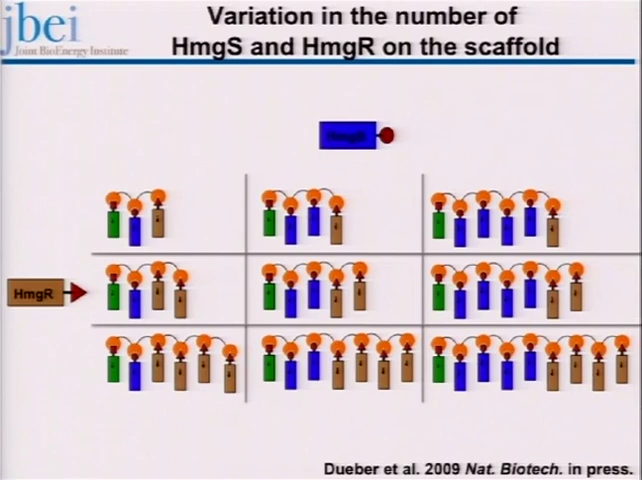 jbei
Joint BioEnergy Institute
Variation in the number of
HmgS and HmgR on the scaffold
HmgS
HmgR
Dueber et al. 2009 Nat. Biotech. in press.